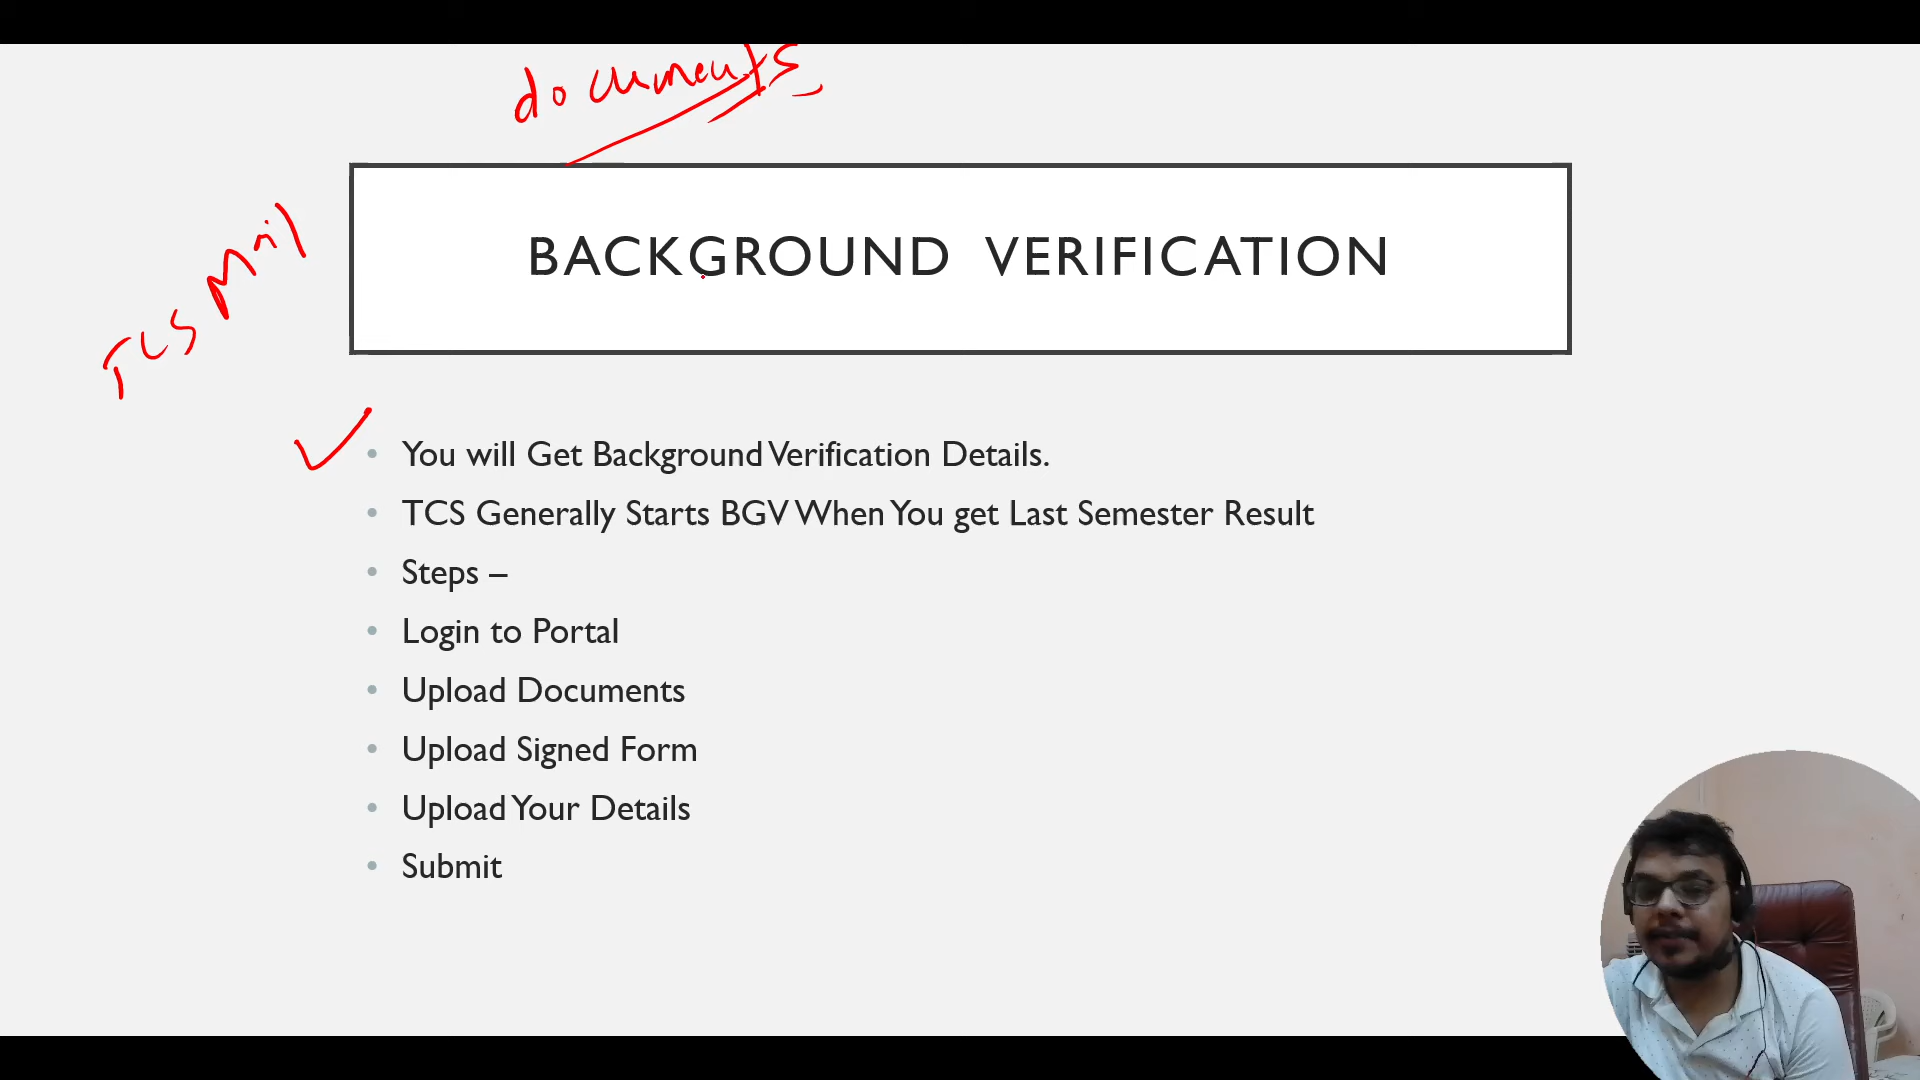 documents
BACKGROUND VERIFICATION
TCS Mail
You will Get Background Verification Details.
TCS Generally Starts BGV When You get Last Semester Result
Steps –
Login to Portal
Upload Documents
Upload Signed Form
Upload Your Details
Submit